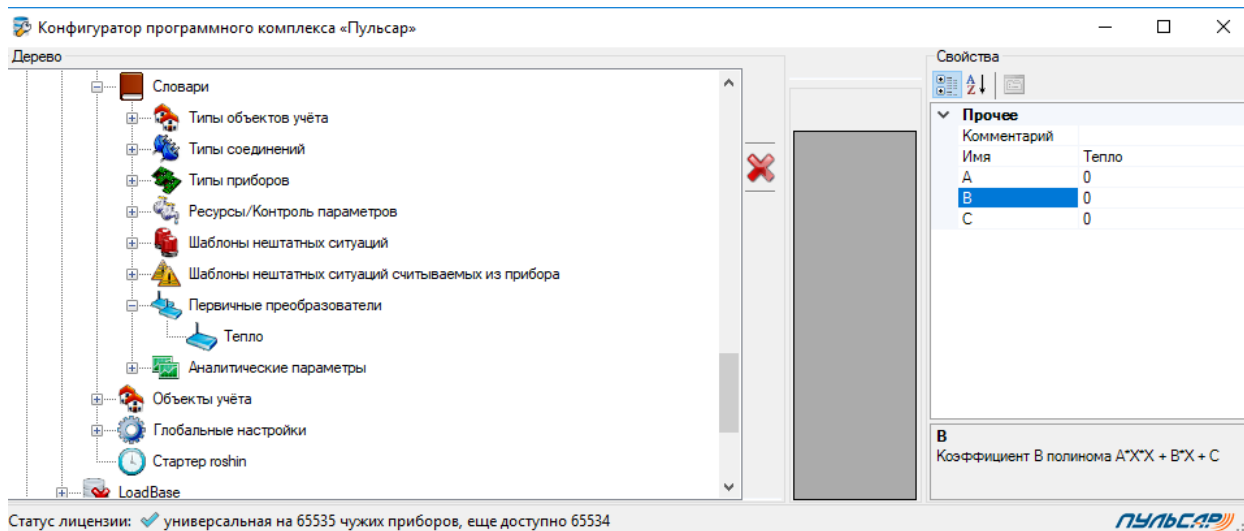 Конфигуратор программного комплекса «Пульсар»
Дерево
Словари
Типы объектов учёта
Типы соединений
Типы приборов
Ресурсы/Контроль параметров
Шаблоны нештатных ситуаций
Шаблоны нештатных ситуаций считываемых из прибора
Первичные преобразователи
Тепло
Аналитические параметры
Объекты учёта
Глобальные настройки
Стартер roshin
LoadBase
Свойства
Прочее
Комментарий
Имя Тепло
A 0
B 0
C 0
B
Коэффициент B полинома A*X*X + B*X + C
Статус лицензии: универсальная на 65535 чужих приборов, еще доступно 65534
ПУЛЬСАР